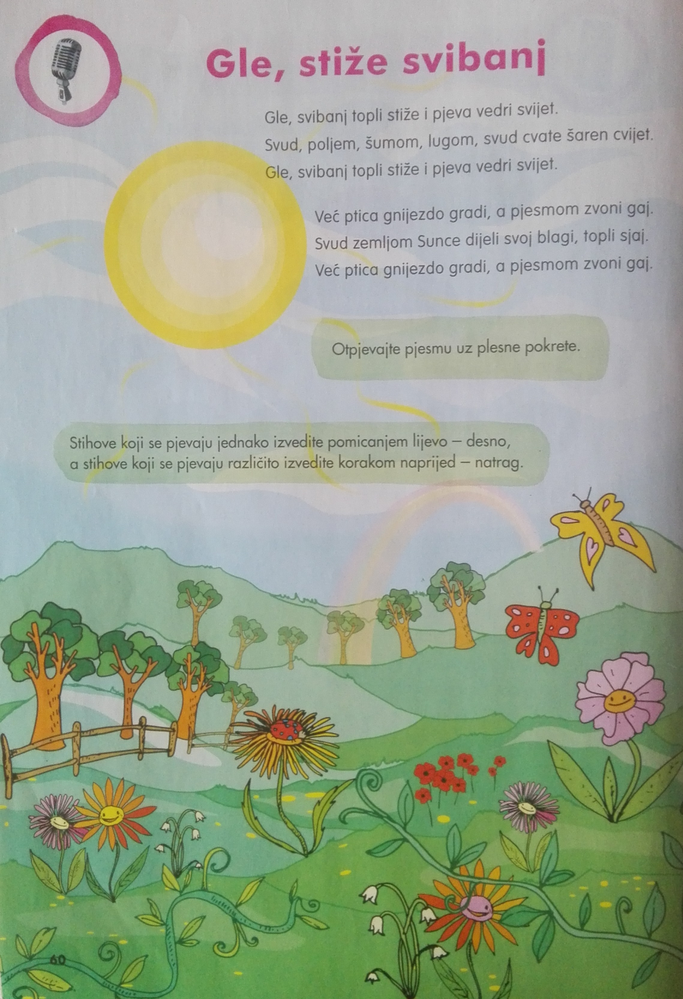 Gle, stiže svibanj
Gle, svibanj topli stiže i pjeva vedri svijet.
Svud, poljem, šumom, lugom, svud cvate šaren cvijet.
Gle, svibanj topli stiže i pjeva vedri svijet.
Već ptica gnijezdo gradi, a pjesmom zvoni gaj.
Svud zemljom Sunce dijeli svoj blagi, topli sjaj.
Već ptica gnijezdo gradi, a pjesmom zvoni gaj.
Otpjevajte pjesmu uz plesne pokrete.
Stihove koji se pjevaju jednako izvedite pomicanjem lijevo – desno,
a stihove koji se pjevaju različito izvedite korakom naprijed – natrag.
60